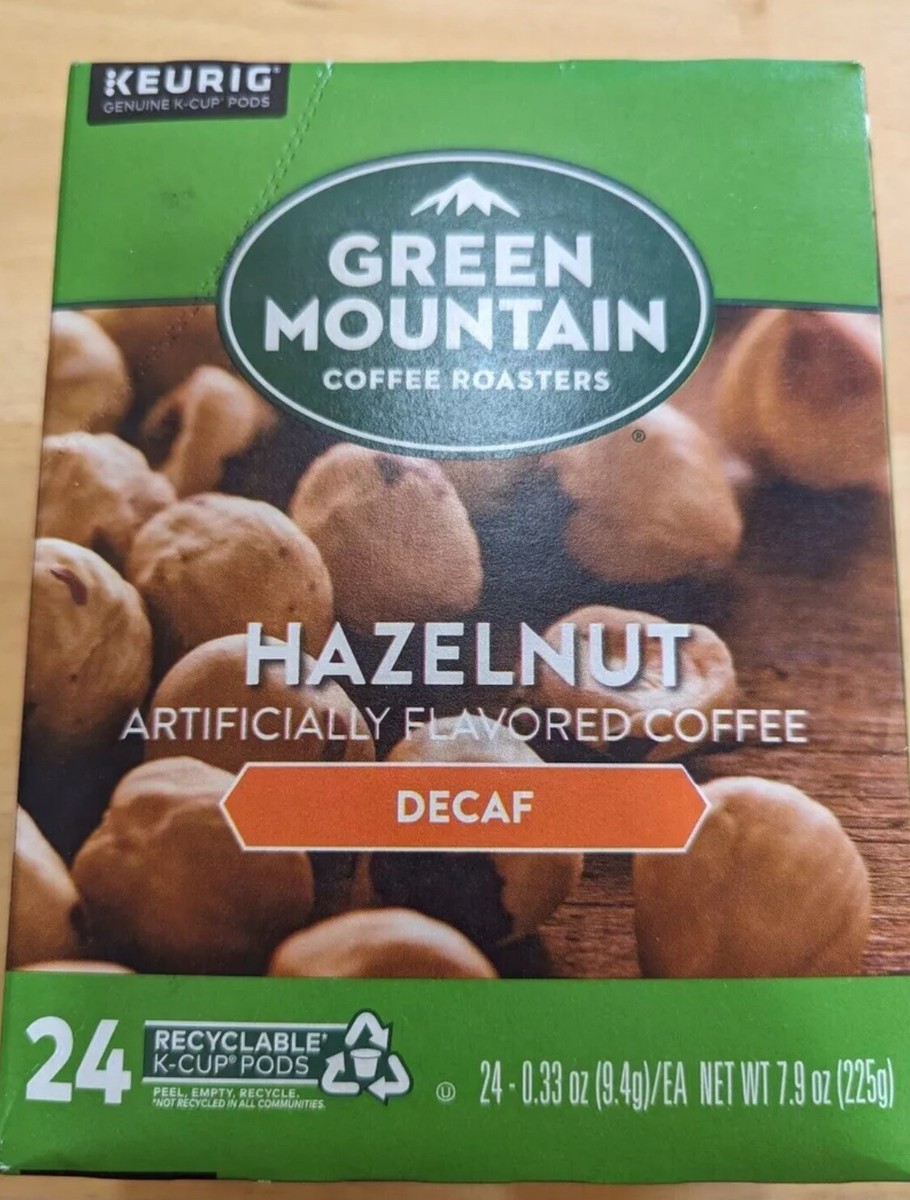 KEURIG®
GENUINE K-CUP® PODS
GREEN
MOUNTAIN
COFFEE ROASTERS
®
HAZELNUT
ARTIFICIALLY FLAVORED COFFEE
DECAF
24
RECYCLABLE*
K-CUP® PODS
PEEL, EMPTY, RECYCLE.
*NOT RECYCLED IN ALL COMMUNITIES.
U
24 - 0.33 oz (9.4g)/EA NET WT 7.9 oz (225g)